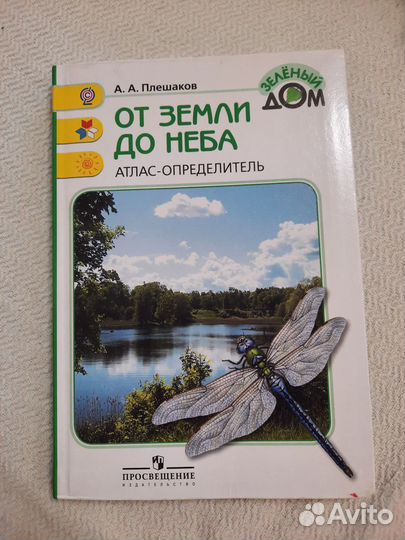 А. А. Плешаков
ЗЕЛЁНЫЙ
ДОМ
ОТ ЗЕМЛИ
ДО НЕБА
АТЛАС-ОПРЕДЕЛИТЕЛЬ
ПРОСВЕЩЕНИЕ
ИЗДАТЕЛЬСТВО
Avito